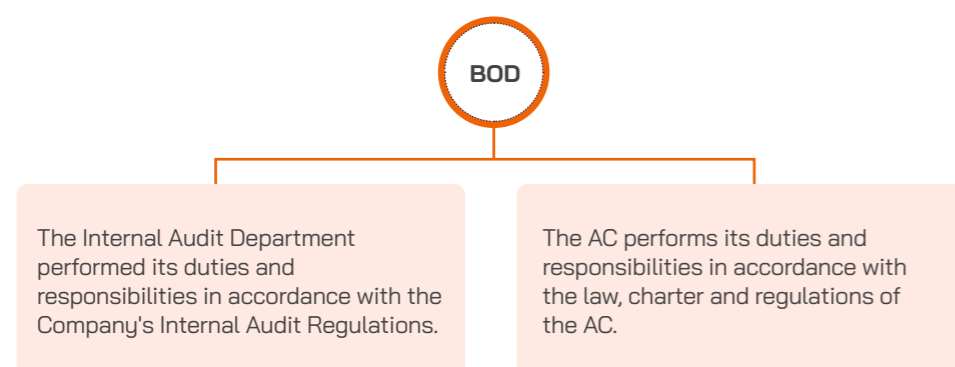 BOD
The Internal Audit Department
performed its duties and
responsibilities in accordance with the
Company's Internal Audit Regulations.
The AC performs its duties and
responsibilities in accordance with
the law, charter and regulations of
the AC.